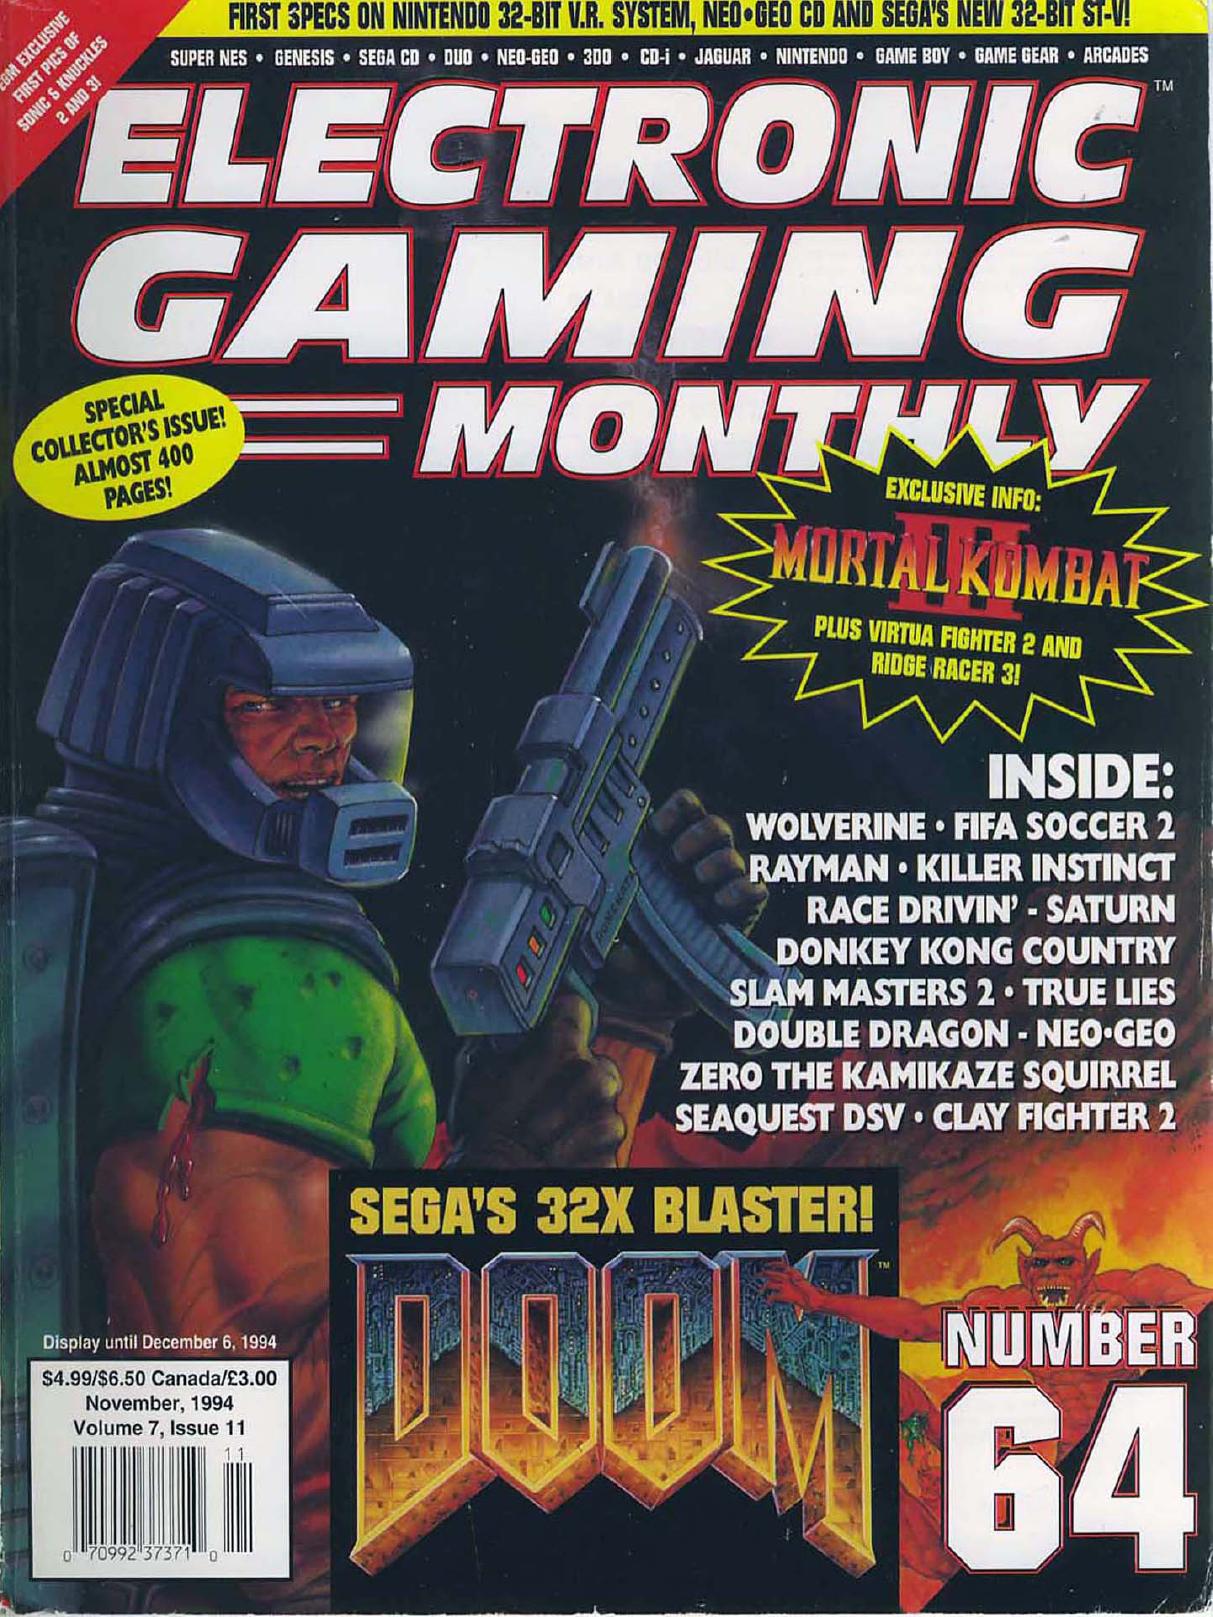 FIRST SPECS ON NINTENDO 32-BIT V.R. SYSTEM, NEO•GEO CD AND SEGA'S NEW 32-BIT ST-V!
EGM EXCLUSIVE
FIRST PICS OF
SONIC & KNUCKLES
2 AND 3!
SUPER NES • GENESIS • SEGA CD • DUO • NEO-GEO • 3DO • CD-i • JAGUAR • NINTENDO • GAME BOY • GAME GEAR • ARCADES
ELECTRONIC TM
GAMING
MONTHLY
SPECIAL
COLLECTOR'S ISSUE!
ALMOST 400
PAGES!
EXCLUSIVE INFO:
MORTAL KOMBAT
III
PLUS VIRTUA FIGHTER 2 AND
RIDGE RACER 3!
INSIDE:
WOLVERINE • FIFA SOCCER 2
RAYMAN • KILLER INSTINCT
RACE DRIVIN' - SATURN
DONKEY KONG COUNTRY
SLAM MASTERS 2 • TRUE LIES
DOUBLE DRAGON - NEO•GEO
ZERO THE KAMIKAZE SQUIRREL
SEAQUEST DSV • CLAY FIGHTER 2
SEGA'S 32X BLASTER!
DOOM TM
NUMBER
64
Display until December 6, 1994
$4.99/$6.50 Canada/£3.00
November, 1994
Volume 7, Issue 11
11
0 70992 37371 0